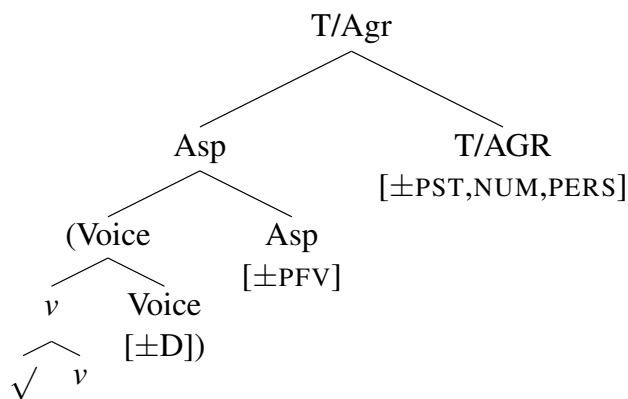 T/Agr
Asp T/AGR
[±PST,NUM,PERS]
(Voice Asp
[±PFV]
v Voice
[±D])
√ v